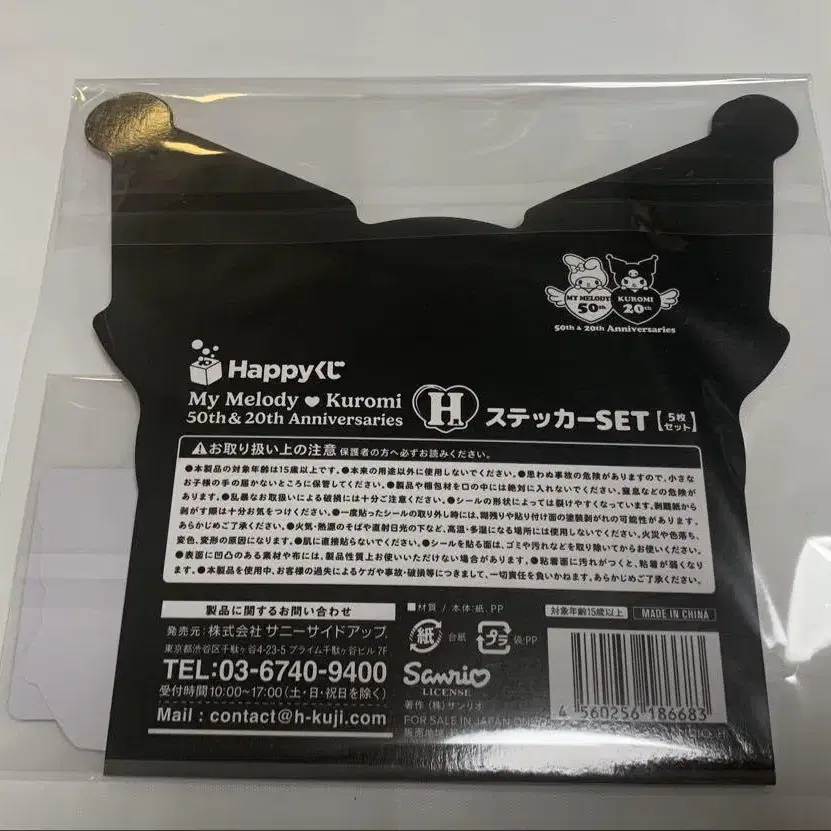 MY MELODY 50th KUROMI 20th
50th & 20th Anniversaries
Happyくじ
My Melody ♥ Kuromi
50th & 20th Anniversaries
H ステッカーSET【5枚セット】
⚠お取り扱い上の注意 保護者の方へ必ずお読みください。
●本製品の対象年齢は15歳以上です。●本来の用途以外に使用しないでください。●思わぬ事故の危険がありますので、小さな
お子様の手の届かないところに保管してください。●製品や梱包材を口の中には絶対に入れないでください。窒息などの危険が
あります。●乱暴なお取扱いによる破損には十分ご注意ください。●シールの形状によっては裂けやすくなっています。剥離紙から
剥がす際は十分お気をつけください。●一度貼ったシールの取り外し時には、糊残りや貼り付け面の塗装剥がれの可能性があります。
あらかじめご了承ください。●火気・熱源のそばや直射日光の下など、高温・多湿になる場所には使用しないでください。火災や色落ち、
変色、変形の原因になります。●肌に直接貼らないでください。●シールを貼る面は、ゴミや汚れなどを取り除いてからお使いください。
●表面に凹凸のある素材や布には、製品性質上お使いいただけない場合があります。●粘着面に汚れがつくと、粘着が弱くなり
ます。●本製品を使用中、お客様の過失によるケガや事故・破損等につきまして、一切責任を負いかねます。あらかじめご了承ください。
製品に関するお問い合わせ
発売元:株式会社 サニーサイドアップ
東京都渋谷区千駄ヶ谷4-23-5 プライム千駄ヶ谷ビル 7F
TEL:03-6740-9400
受付時間10:00~17:00(土・日・祝日を除く)
Mail : contact@h-kuji.com
■材質 / 本体:紙、PP
紙 台紙 プラ 袋:PP
Sanrio
LICENSE
著作 (株)サンリオ
FOR SALE IN JAPAN ON
販売地域
対象年齢15歳以上 MADE IN CHINA
4 560256 186683